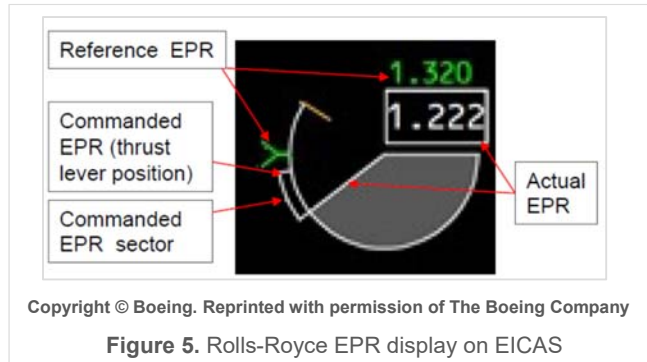 Reference EPR
1.320
1.222
Commanded
EPR (thrust
lever position)
Commanded
EPR sector
Actual
EPR
Copyright © Boeing. Reprinted with permission of The Boeing Company
Figure 5. Rolls-Royce EPR display on EICAS